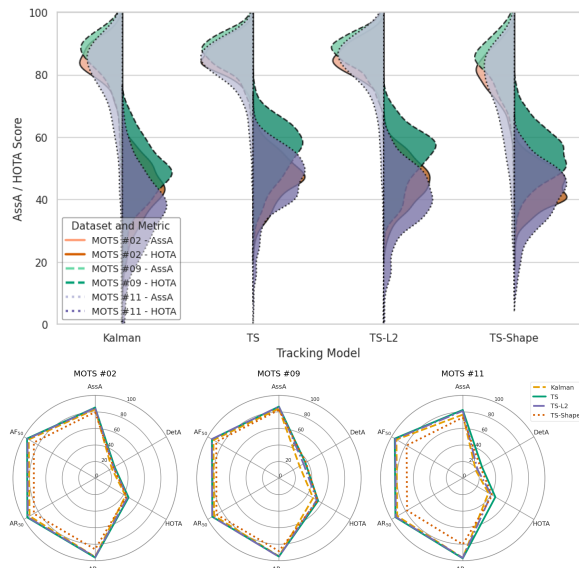 100
80
60
40
20
0
AssA / HOTA Score
Dataset and Metric
MOTS #02 - AssA
MOTS #02 - HOTA
MOTS #09 - AssA
MOTS #09 - HOTA
MOTS #11 - AssA
MOTS #11 - HOTA
Kalman TS TS-L2 TS-Shape
Tracking Model
MOTS #02
AssA
100
80
60
40
20
0
DetA
HOTA
AR50
AF50
MOTS #09
AssA
100
80
60
40
20
0
DetA
HOTA
AR50
AF50
MOTS #11
AssA
100
80
60
40
20
0
DetA
HOTA
AR50
AF50
Kalman
TS
TS-L2
TS-Shape